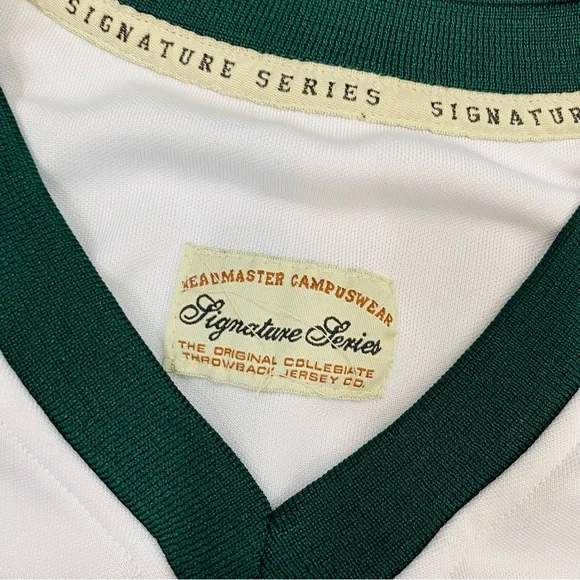 SIGNATURE SERIES SIGNATUR
HEADMASTER CAMPUSWEAR
Signature Series
THE ORIGINAL COLLEGIATE
THROWBACK JERSEY CO.